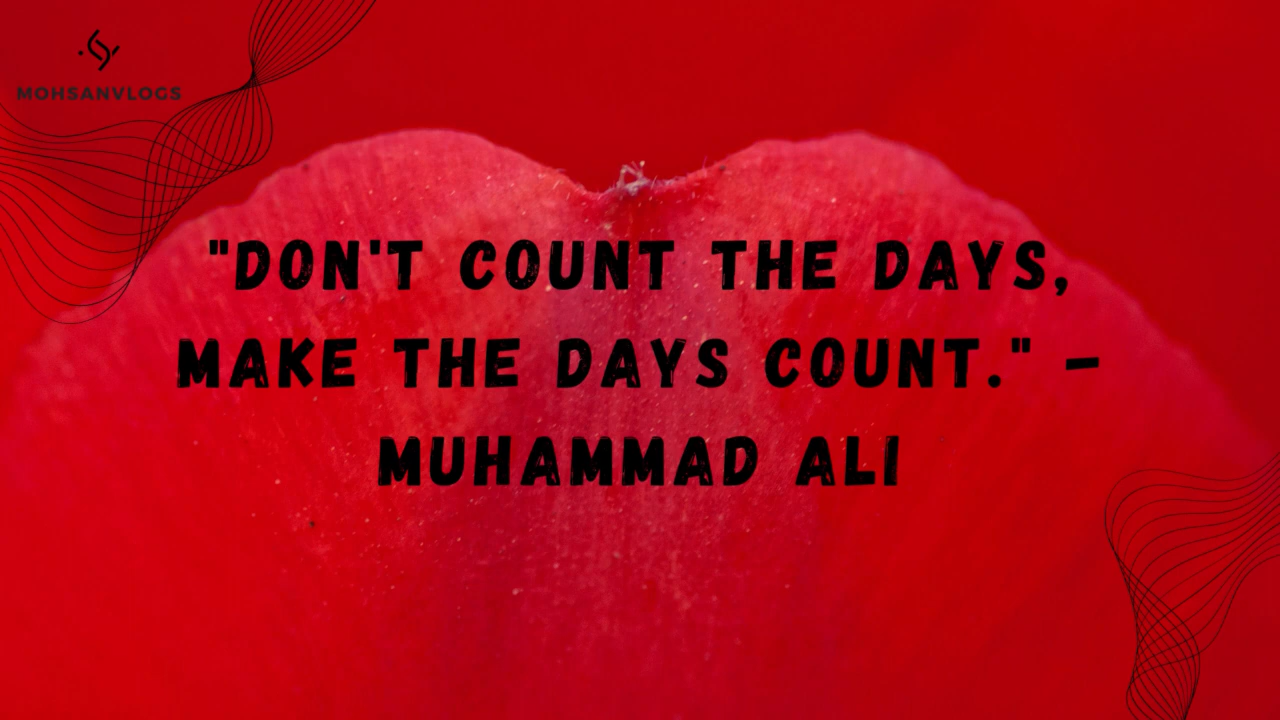 MOHSANVLOGS
"DON'T COUNT THE DAYS,
MAKE THE DAYS COUNT." –
MUHAMMAD ALI